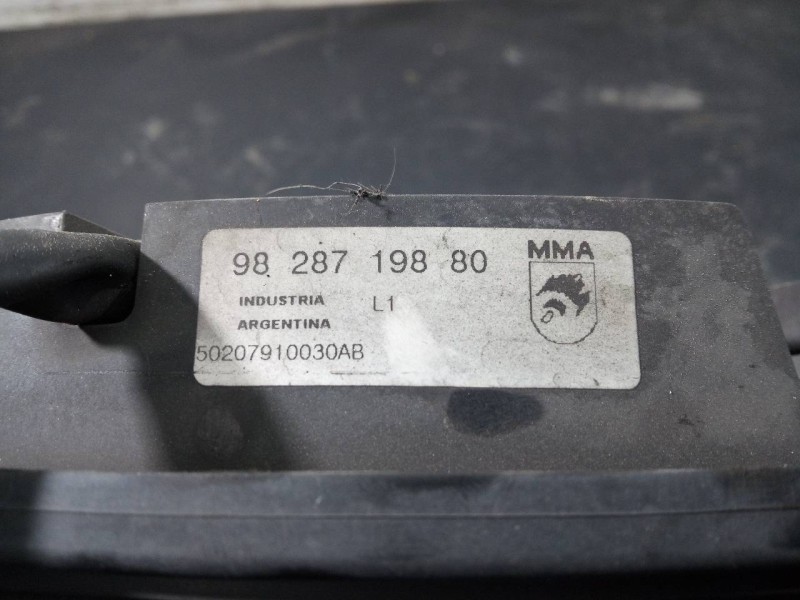 98 287 198 80
MMA
INDUSTRIA L1
ARGENTINA
50207910030AB